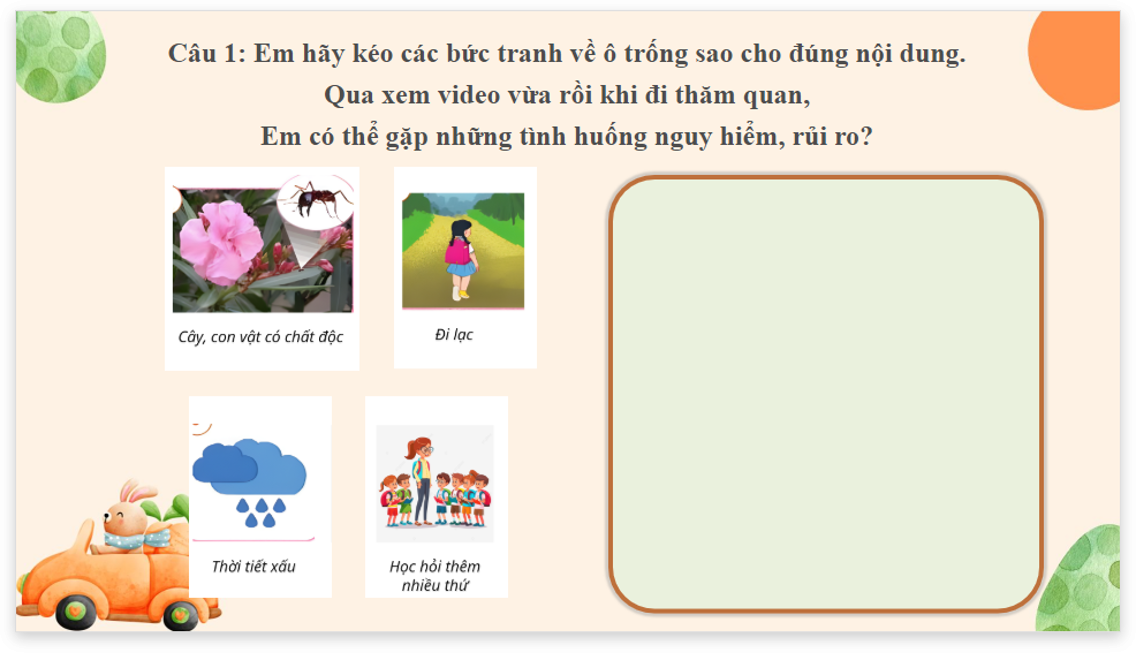 Câu 1: Em hãy kéo các bức tranh về ô trống sao cho đúng nội dung.
Qua xem video vừa rồi khi đi thăm quan,
Em có thể gặp những tình huống nguy hiểm, rủi ro?
Cây, con vật có chất độc
Đi lạc
Thời tiết xấu
Học hỏi thêm
nhiều thứ